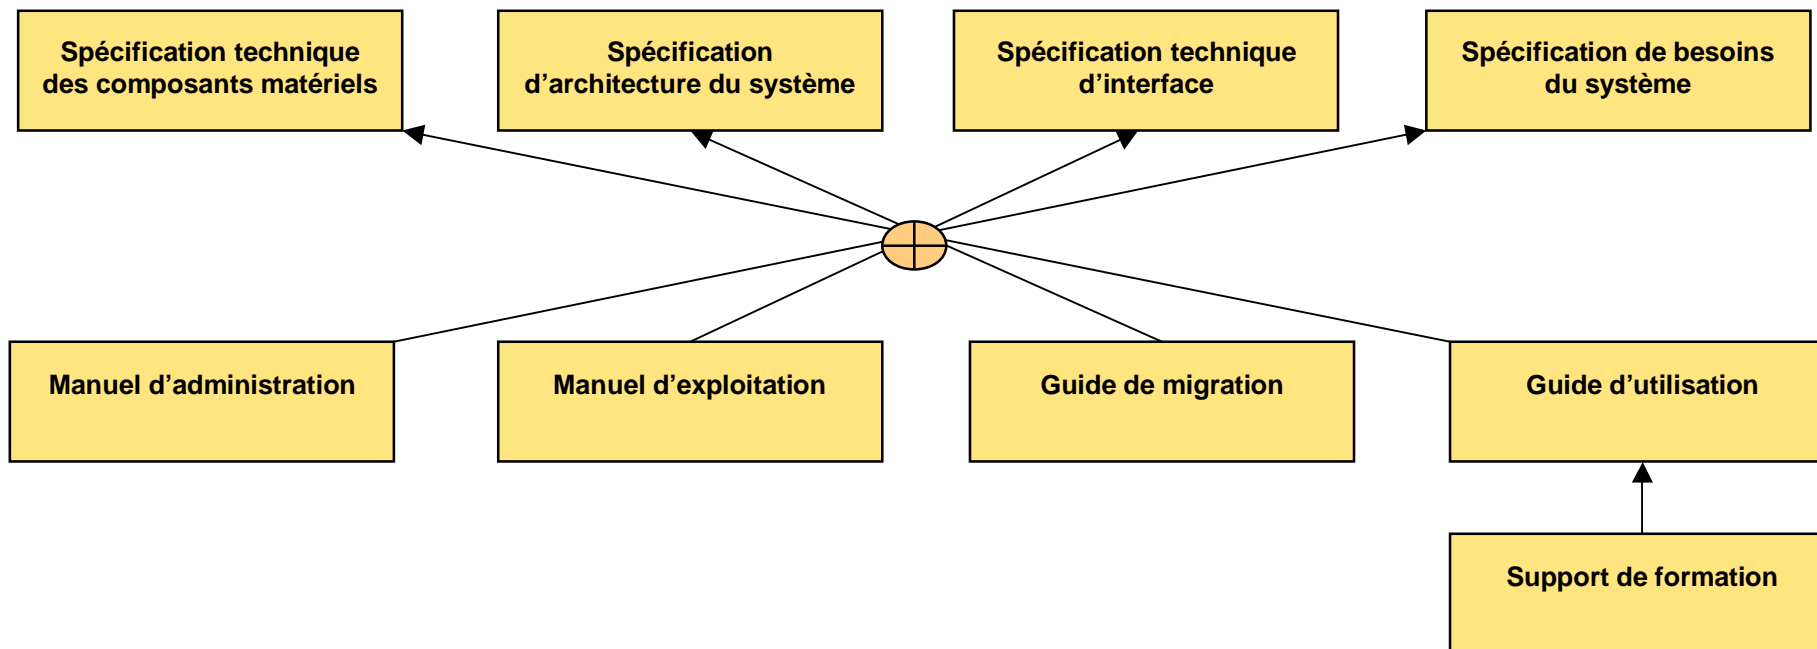 Spécification technique
des composants matériels
Spécification
d’architecture du système
Spécification technique
d’interface
Spécification de besoins
du système
Manuel d’administration
Manuel d’exploitation
Guide de migration
Guide d’utilisation
Support de formation